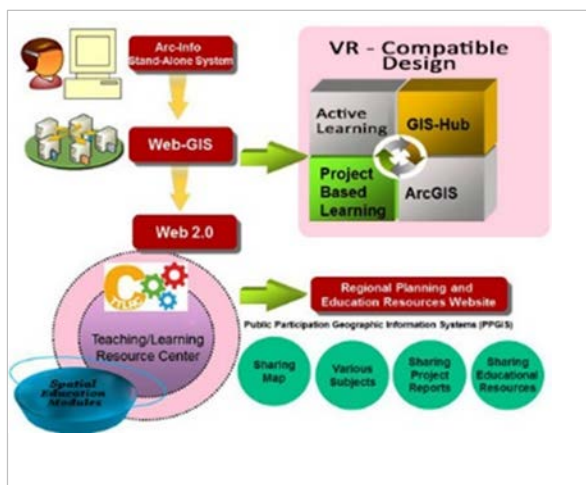 Arc-Info
Stand-Alone System
VR - Compatible
Design
Active
Learning
GIS-Hub
Web-GIS
Project
Based
Learning
ArcGIS
Web 2.0
Regional Planning and
Education Resources Website
Public Participation Geographic Information Systems (PPGIS)
Teaching/Learning
Resource Center
Sharing
Map
Various
Subjects
Sharing
Project
Reports
Sharing
Educational
Resources
Spatial
Education
Modules